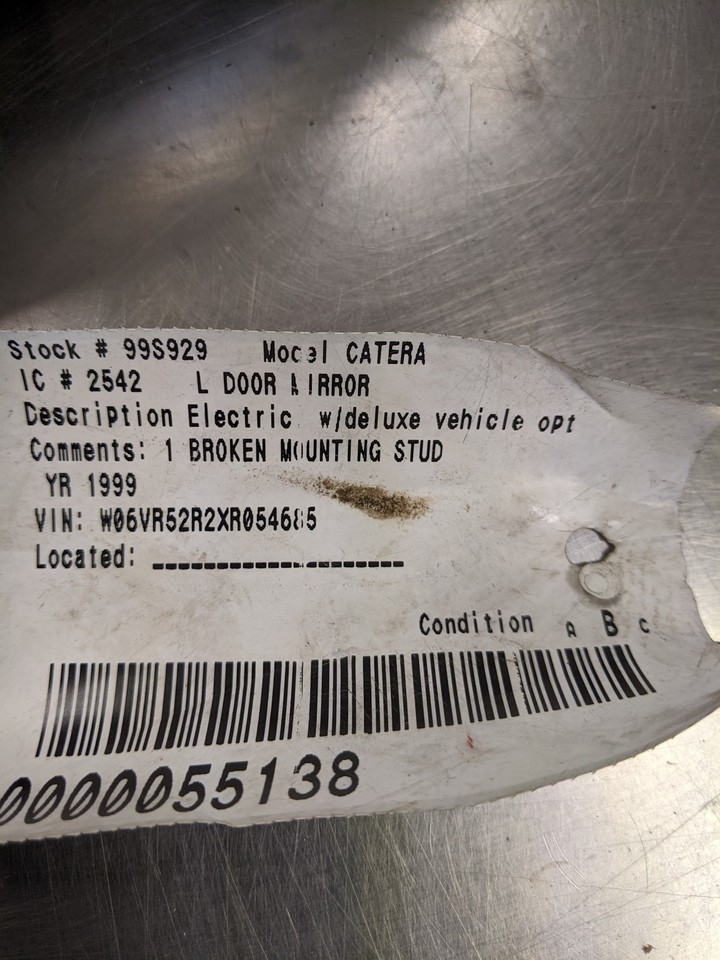 Stock # 99S929 Model CATERA
IC # 2542 L DOOR MIRROR
Description Electric w/deluxe vehicle opt
Comments: 1 BROKEN MOUNTING STUD
YR 1999
VIN: W06VR52R2XR054685
Located: ___________________
Condition A B C
0000055138